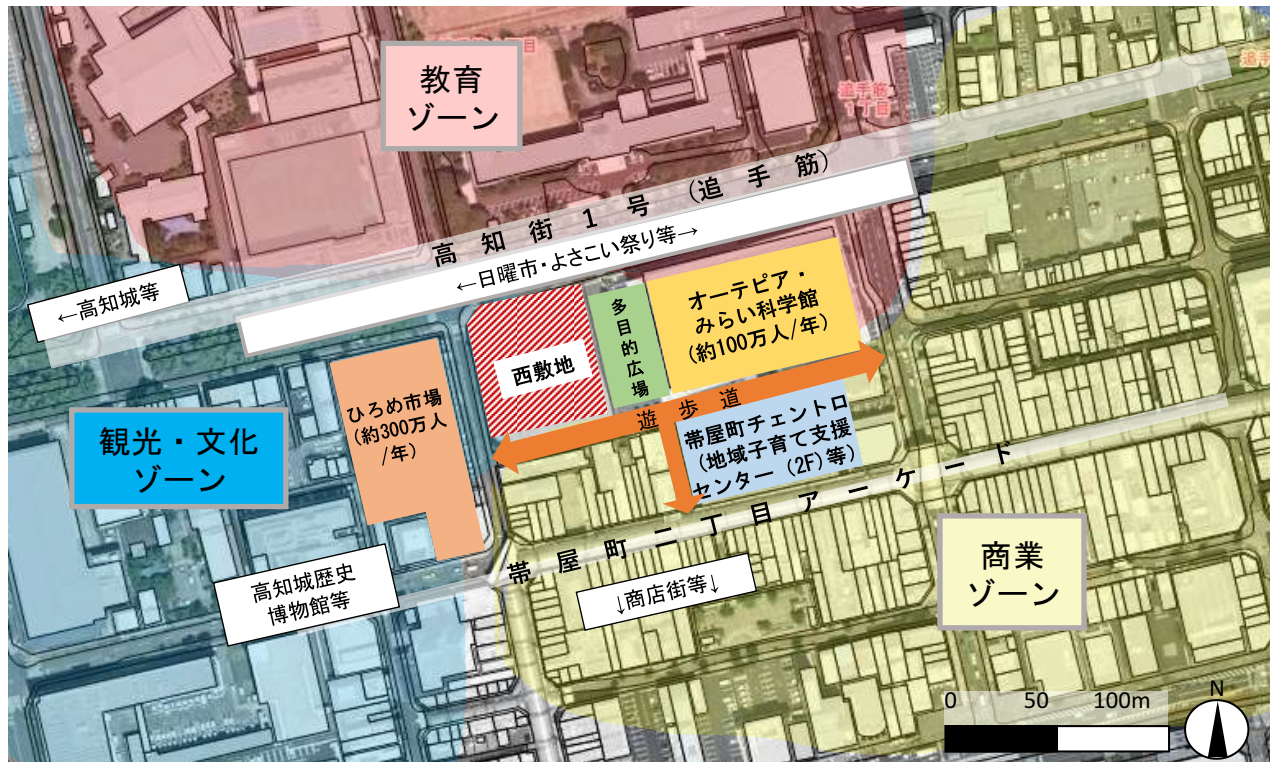 教育
ゾーン
追手筋
1丁目
高知街1号(追手筋)
←日曜市・よさこい祭り等→
←高知城等
オーテピア・
みらい科学館
(約100万人/年)
多目的広場
西敷地
ひろめ市場
(約300万人
/年)
遊歩道
観光・文化
ゾーン
帯屋町チェントロ
(地域子育て支援
センター (2F)等)
帯屋町二丁目アーケード
商業
ゾーン
高知城歴史
博物館等
↓商店街等↓
0 50 100m
N